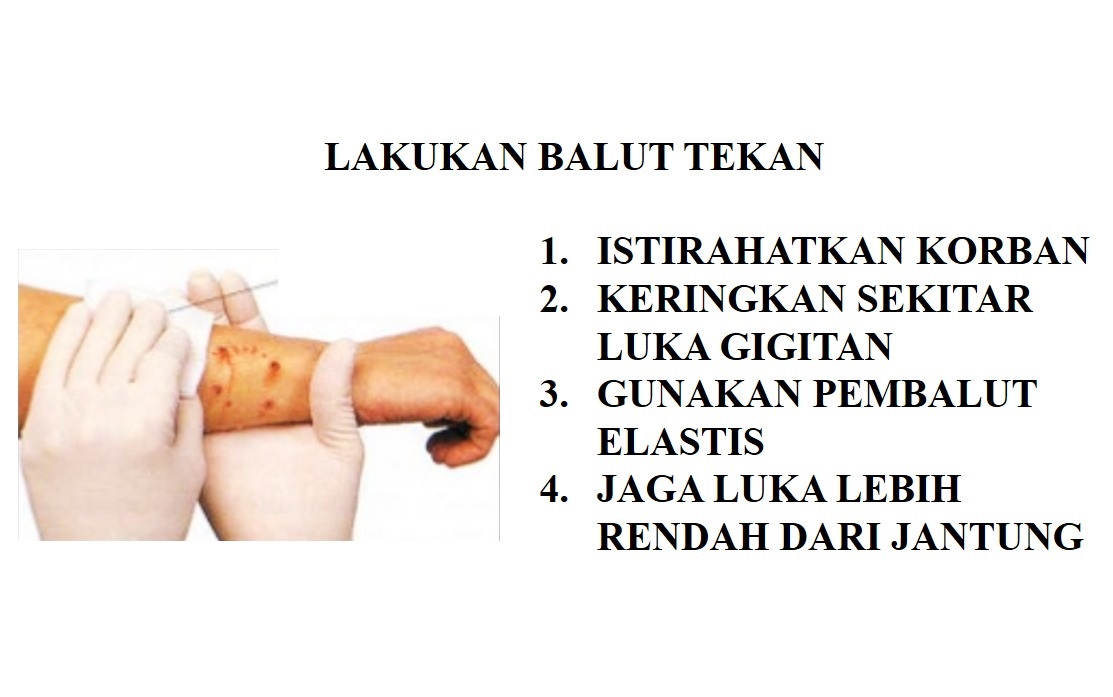 LAKUKAN BALUT TEKAN
1. ISTIRAHATKAN KORBAN
2. KERINGKAN SEKITAR
LUKA GIGITAN
3. GUNAKAN PEMBALUT
ELASTIS
4. JAGA LUKA LEBIH
RENDAH DARI JANTUNG